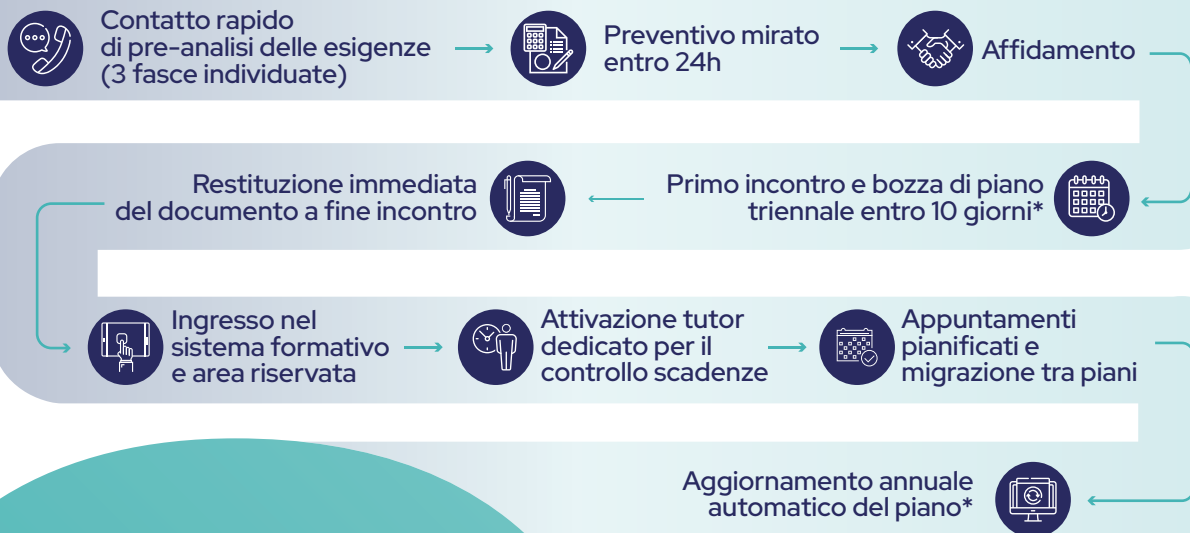 Contatto rapido
di pre-analisi delle esigenze
(3 fasce individuate)
Preventivo mirato
entro 24h
Affidamento
Primo incontro e bozza di piano
triennale entro 10 giorni*
Restituzione immediata
del documento a fine incontro
Ingresso nel
sistema formativo
e area riservata
Attivazione tutor
dedicato per il
controllo scadenze
Appuntamenti
pianificati e
migrazione tra piani
Aggiornamento annuale
automatico del piano*